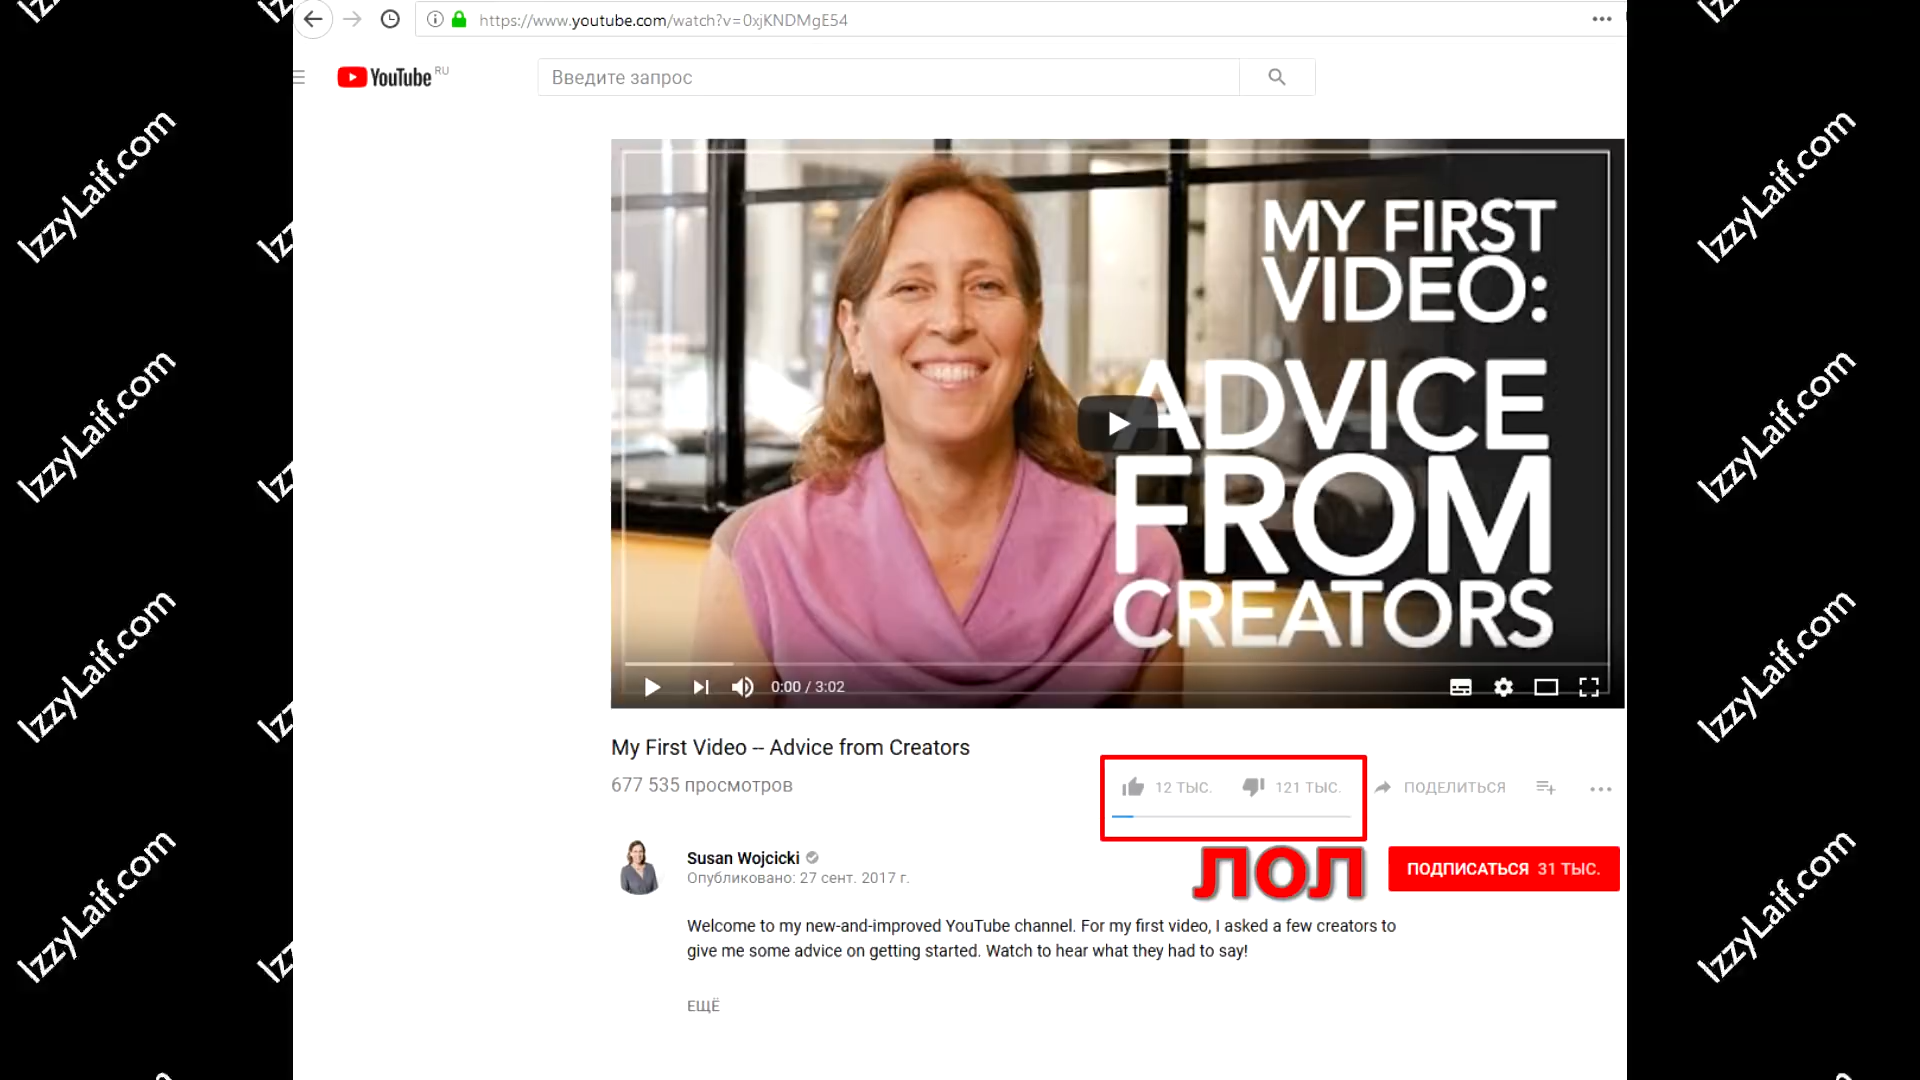 https://www.youtube.com/watch?v=0xjKNDMgE54
YouTube RU
Введите запрос
MY FIRST
VIDEO:
ADVICE
FROM
CREATORS
0:00 / 3:02
My First Video -- Advice from Creators
677 535 просмотров
12 ТЫС. 121 ТЫС. ПОДЕЛИТЬСЯ
Susan Wojcicki
Опубликовано: 27 сент. 2017 г.
ЛОЛ
ПОДПИСАТЬСЯ 31 ТЫС.
Welcome to my new-and-improved YouTube channel. For my first video, I asked a few creators to
give me some advice on getting started. Watch to hear what they had to say!
ЕЩЁ
IzzyLaif.com
IzzyLaif.com
IzzyLaif.com
IzzyLaif.com
IzzyLaif.com
IzzyLaif.com
IzzyLaif.com
IzzyLaif.com